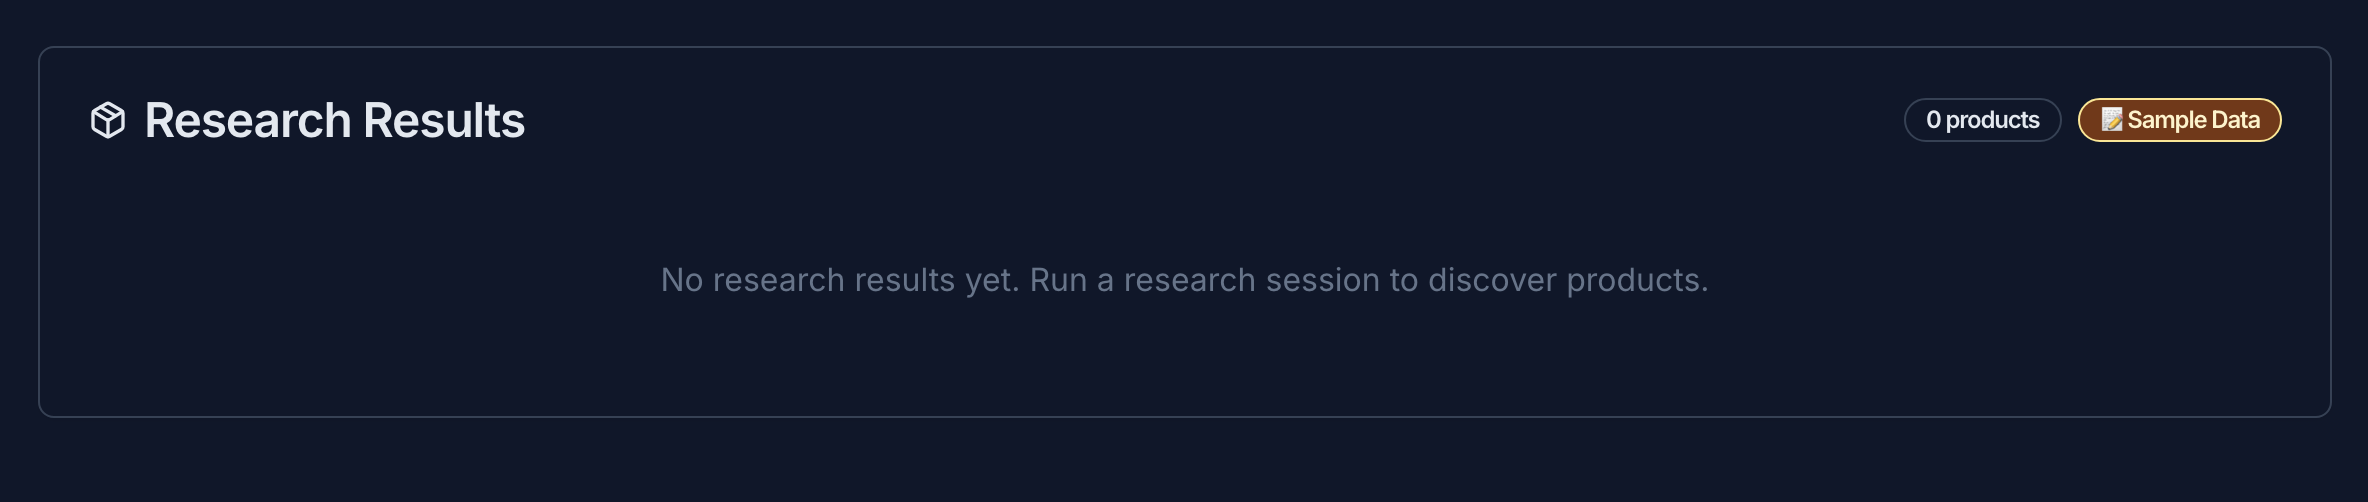 Research Results
0 products
📝 Sample Data
No research results yet. Run a research session to discover products.